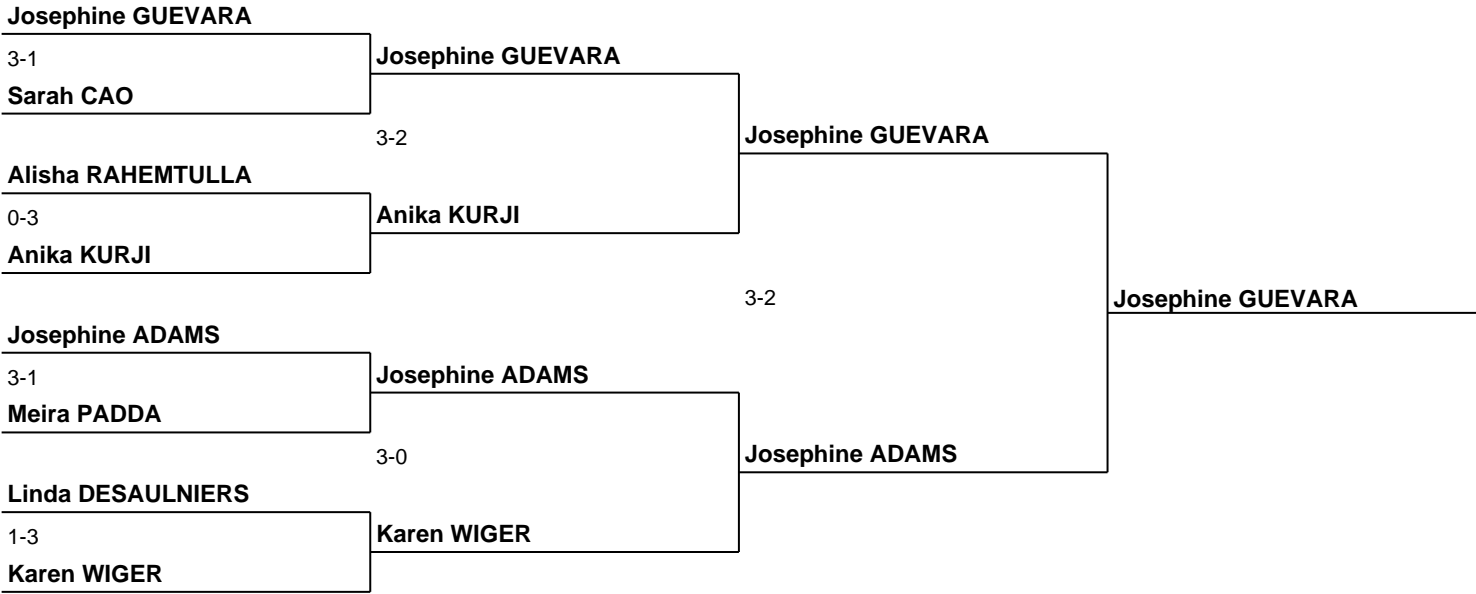 Josephine GUEVARA
3-1
Sarah CAO
Alisha RAHEMTULLA
0-3
Anika KURJI
Josephine ADAMS
3-1
Meira PADDA
Linda DESAULNIERS
1-3
Karen WIGER
Josephine GUEVARA
3-2
Anika KURJI
Josephine ADAMS
3-0
Karen WIGER
Josephine GUEVARA
3-2
Josephine ADAMS
Josephine GUEVARA